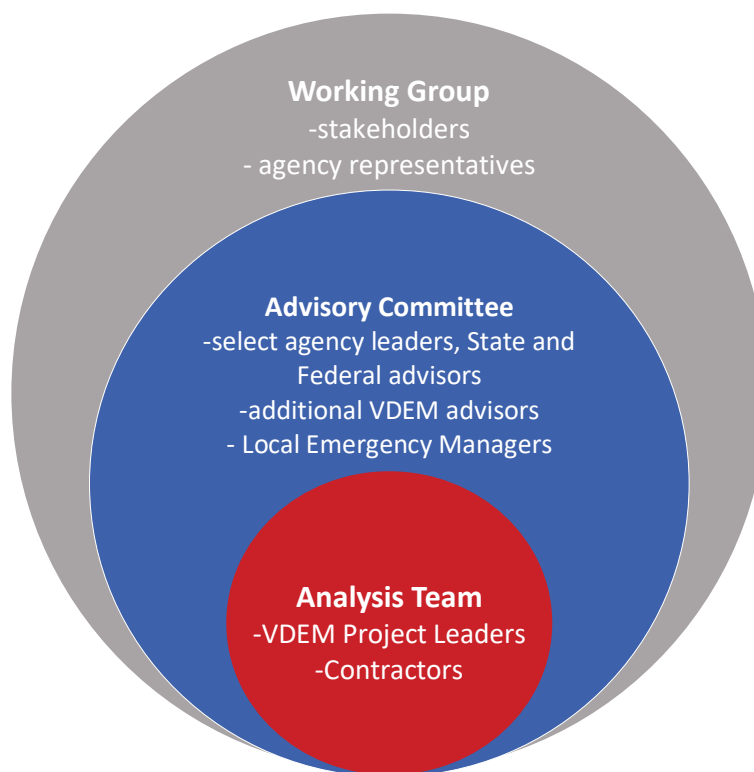 Working Group
-stakeholders
- agency representatives
Advisory Committee
-select agency leaders, State and
Federal advisors
-additional VDEM advisors
- Local Emergency Managers
Analysis Team
-VDEM Project Leaders
-Contractors